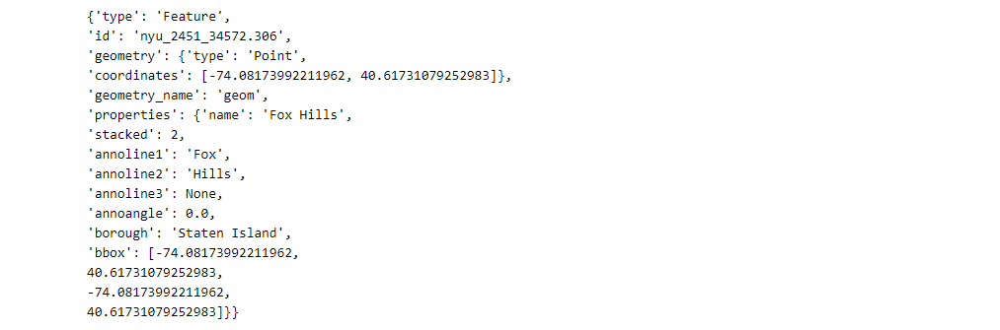 {'type': 'Feature',
'id': 'nyu_2451_34572.306',
'geometry': {'type': 'Point',
'coordinates': [-74.08173992211962, 40.61731079252983]},
'geometry_name': 'geom',
'properties': {'name': 'Fox Hills',
'stacked': 2,
'annoline1': 'Fox',
'annoline2': 'Hills',
'annoline3': None,
'annoangle': 0.0,
'borough': 'Staten Island',
'bbox': [-74.08173992211962,
40.61731079252983,
-74.08173992211962,
40.61731079252983]}}